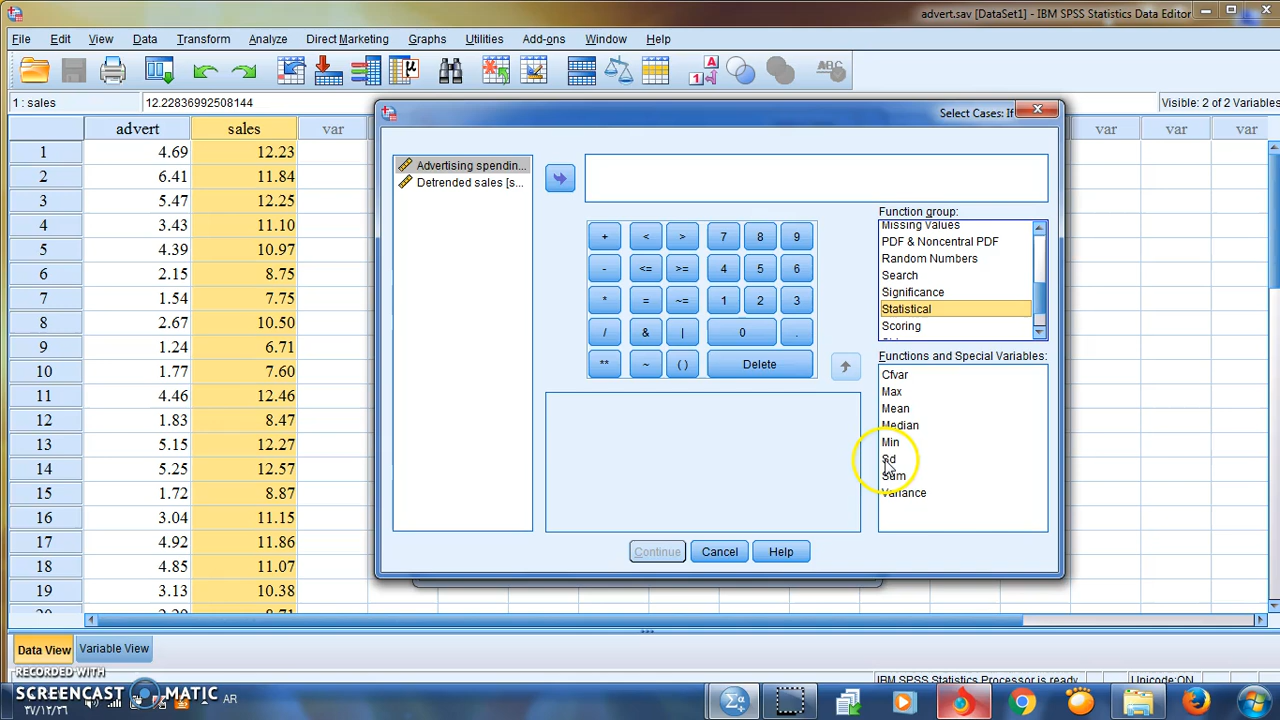 advert.sav [DataSet1] - IBM SPSS Statistics Data Editor
File Edit View Data Transform Analyze Direct Marketing Graphs Utilities Add-ons Window Help
1 : sales 12.22836992508144 Visible: 2 of 2 Variables
advert sales var var var var
1 4.69 12.23
2 6.41 11.84
3 5.47 12.25
4 3.43 11.10
5 4.39 10.97
6 2.15 8.75
7 1.54 7.75
8 2.67 10.50
9 1.24 6.71
10 1.77 7.60
11 4.46 12.46
12 1.83 8.47
13 5.15 12.27
14 5.25 12.57
15 1.72 8.87
16 3.04 11.15
17 4.92 11.86
18 4.85 11.07
19 3.13 10.38
20 2.29 8.71
Select Cases: If
Advertising spendin...
Detrended sales [s...
+ < > 7 8 9
- <= >= 4 5 6
* = ~= 1 2 3
/ & | 0 .
** ~ ( ) Delete
Function group:
Missing Values
PDF & Noncentral PDF
Random Numbers
Search
Significance
Statistical
Scoring
Functions and Special Variables:
Cfvar
Max
Mean
Median
Min
Sd
Sum
Variance
Continue Cancel Help
Data View Variable View
IBM SPSS Statistics Processor is ready Unicode:ON
RECORDED WITH
SCREENCAST MATIC
AR
٢٧/١٢/٢٦